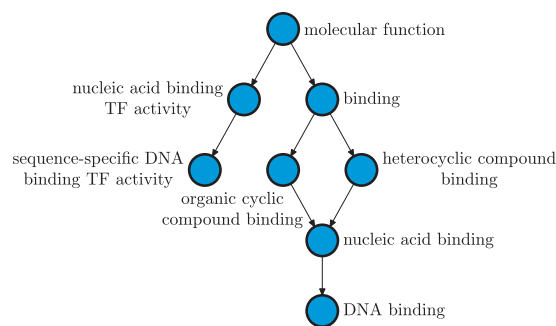 molecular function
nucleic acid binding
TF activity
binding
sequence-specific DNA
binding TF activity
organic cyclic
compound binding
heterocyclic compound
binding
nucleic acid binding
DNA binding